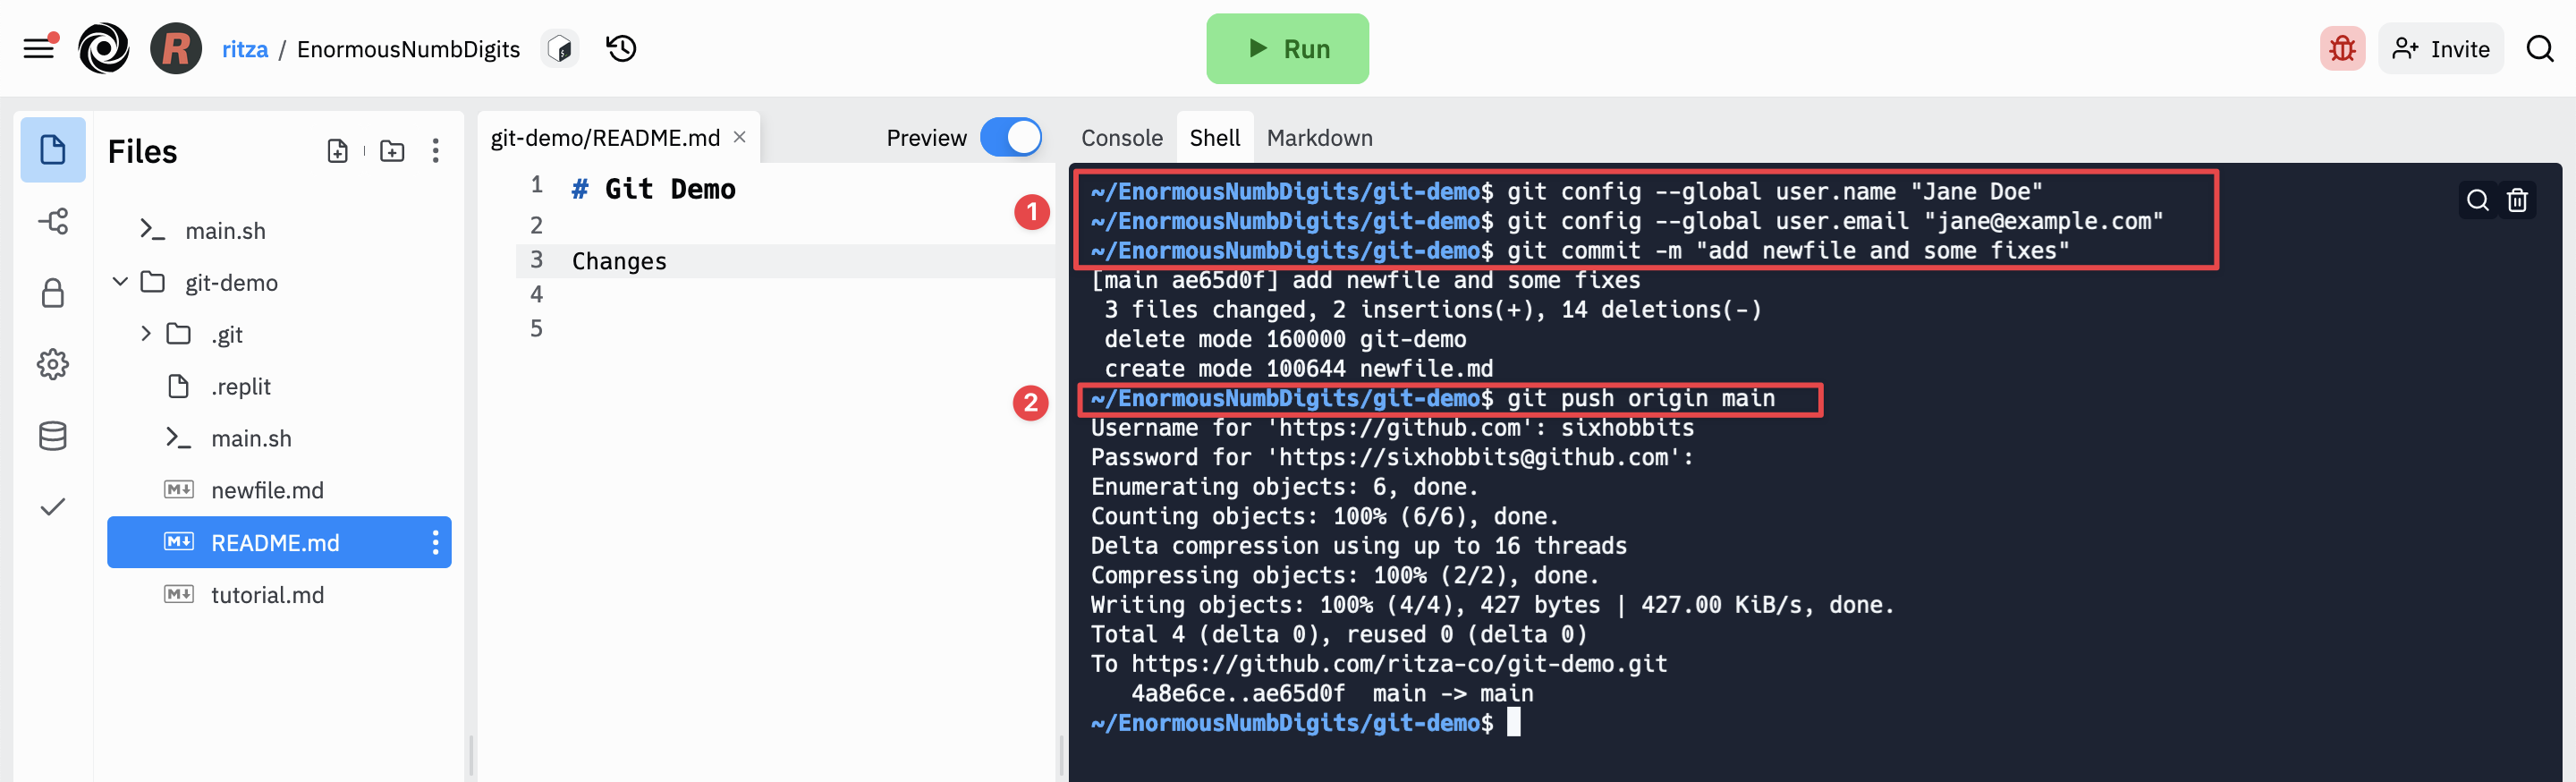 R ritza / EnormousNumbDigits Run Invite
Files
main.sh
git-demo
.git
.replit
main.sh
M↓ newfile.md
M↓ README.md
M↓ tutorial.md
git-demo/README.md × Preview
1 # Git Demo
2
3 Changes
4
5
Console Shell Markdown
1
~/EnormousNumbDigits/git-demo$ git config --global user.name "Jane Doe"
~/EnormousNumbDigits/git-demo$ git config --global user.email "jane@example.com"
~/EnormousNumbDigits/git-demo$ git commit -m "add newfile and some fixes"
[main ae65d0f] add newfile and some fixes
3 files changed, 2 insertions(+), 14 deletions(-)
delete mode 160000 git-demo
create mode 100644 newfile.md
2
~/EnormousNumbDigits/git-demo$ git push origin main
Username for 'https://github.com': sixhobbits
Password for 'https://sixhobbits@github.com':
Enumerating objects: 6, done.
Counting objects: 100% (6/6), done.
Delta compression using up to 16 threads
Compressing objects: 100% (2/2), done.
Writing objects: 100% (4/4), 427 bytes | 427.00 KiB/s, done.
Total 4 (delta 0), reused 0 (delta 0)
To https://github.com/ritza-co/git-demo.git
4a8e6ce..ae65d0f  main -> main
~/EnormousNumbDigits/git-demo$